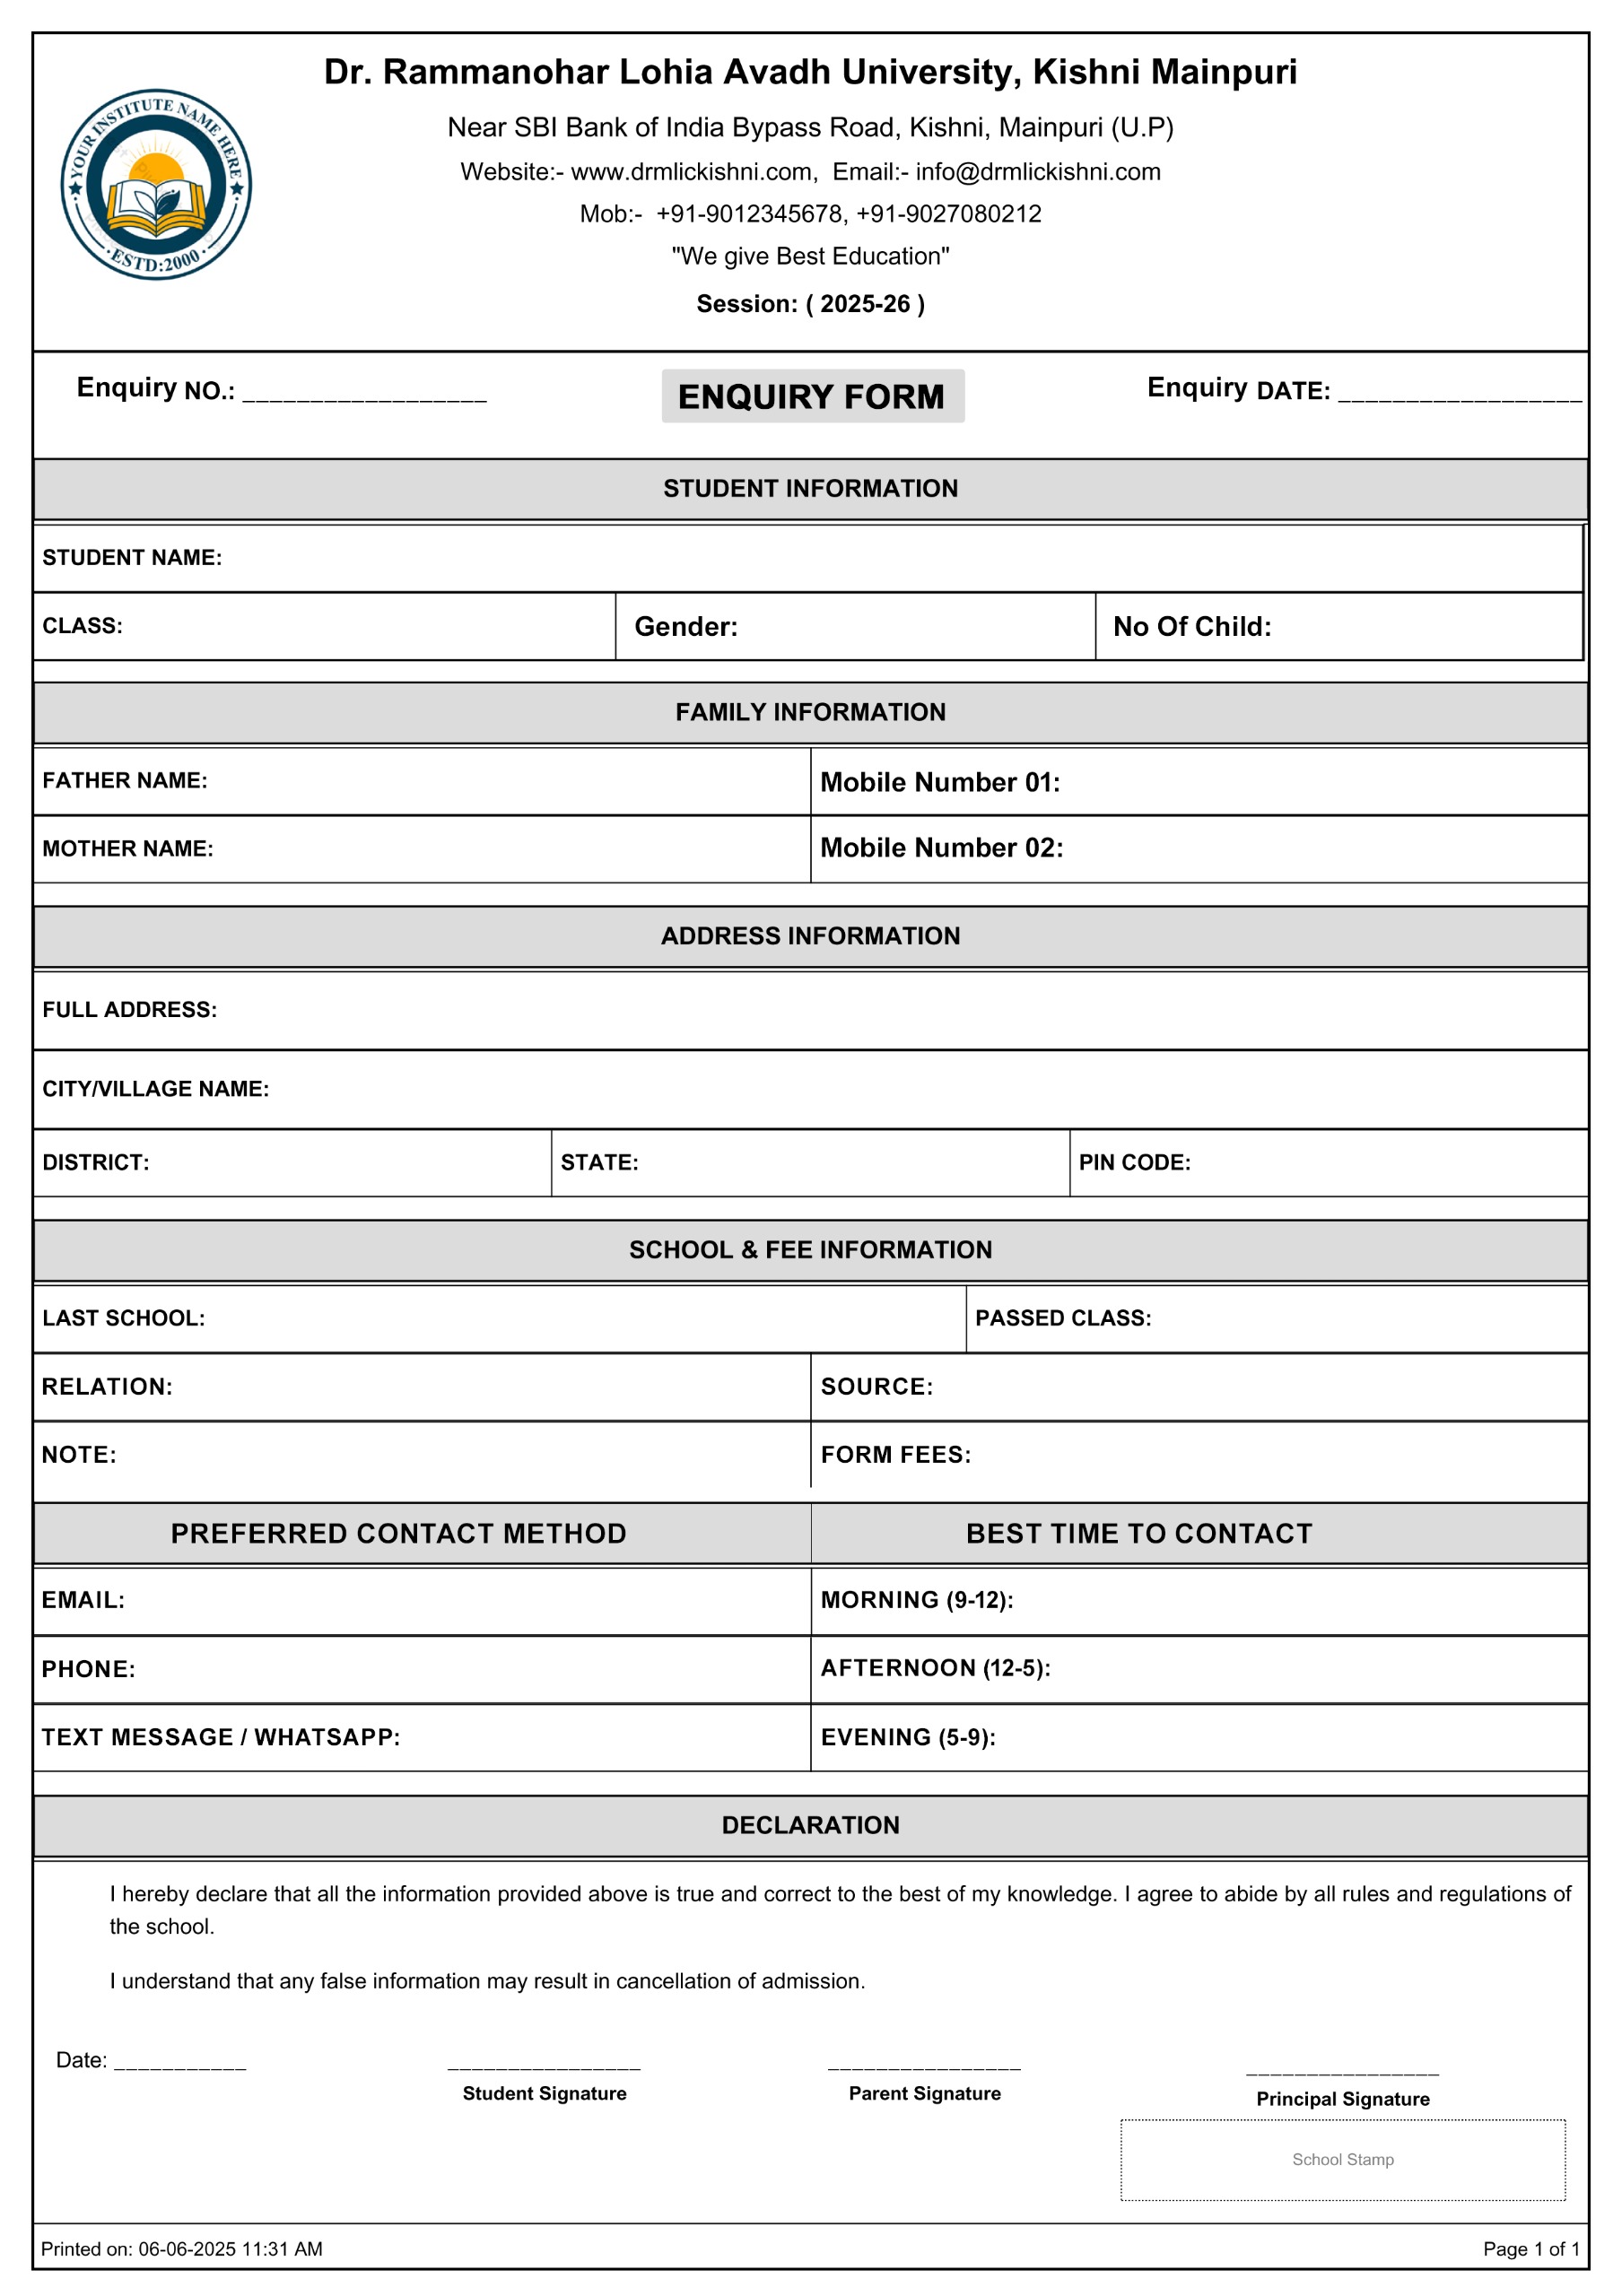 Dr. Rammanohar Lohia Avadh University, Kishni Mainpuri
YOUR INSTITUTE NAME HERE
ESTD:2000
Near SBI Bank of India Bypass Road, Kishni, Mainpuri (U.P)
Website:- www.drmlickishni.com, Email:- info@drmlickishni.com
Mob:- +91-9012345678, +91-9027080212
"We give Best Education"
Session: ( 2025-26 )
Enquiry NO.: __________________ ENQUIRY FORM Enquiry DATE: __________________
STUDENT INFORMATION
STUDENT NAME:
CLASS: Gender: No Of Child:
FAMILY INFORMATION
FATHER NAME: Mobile Number 01:
MOTHER NAME: Mobile Number 02:
ADDRESS INFORMATION
FULL ADDRESS:
CITY/VILLAGE NAME:
DISTRICT: STATE: PIN CODE:
SCHOOL & FEE INFORMATION
LAST SCHOOL: PASSED CLASS:
RELATION: SOURCE:
NOTE: FORM FEES:
PREFERRED CONTACT METHOD BEST TIME TO CONTACT
EMAIL: MORNING (9-12):
PHONE: AFTERNOON (12-5):
TEXT MESSAGE / WHATSAPP: EVENING (5-9):
DECLARATION
I hereby declare that all the information provided above is true and correct to the best of my knowledge. I agree to abide by all rules and regulations of
the school.
I understand that any false information may result in cancellation of admission.
Date: ___________ ________________ ________________ ________________
Student Signature Parent Signature Principal Signature
School Stamp
Printed on: 06-06-2025 11:31 AM Page 1 of 1